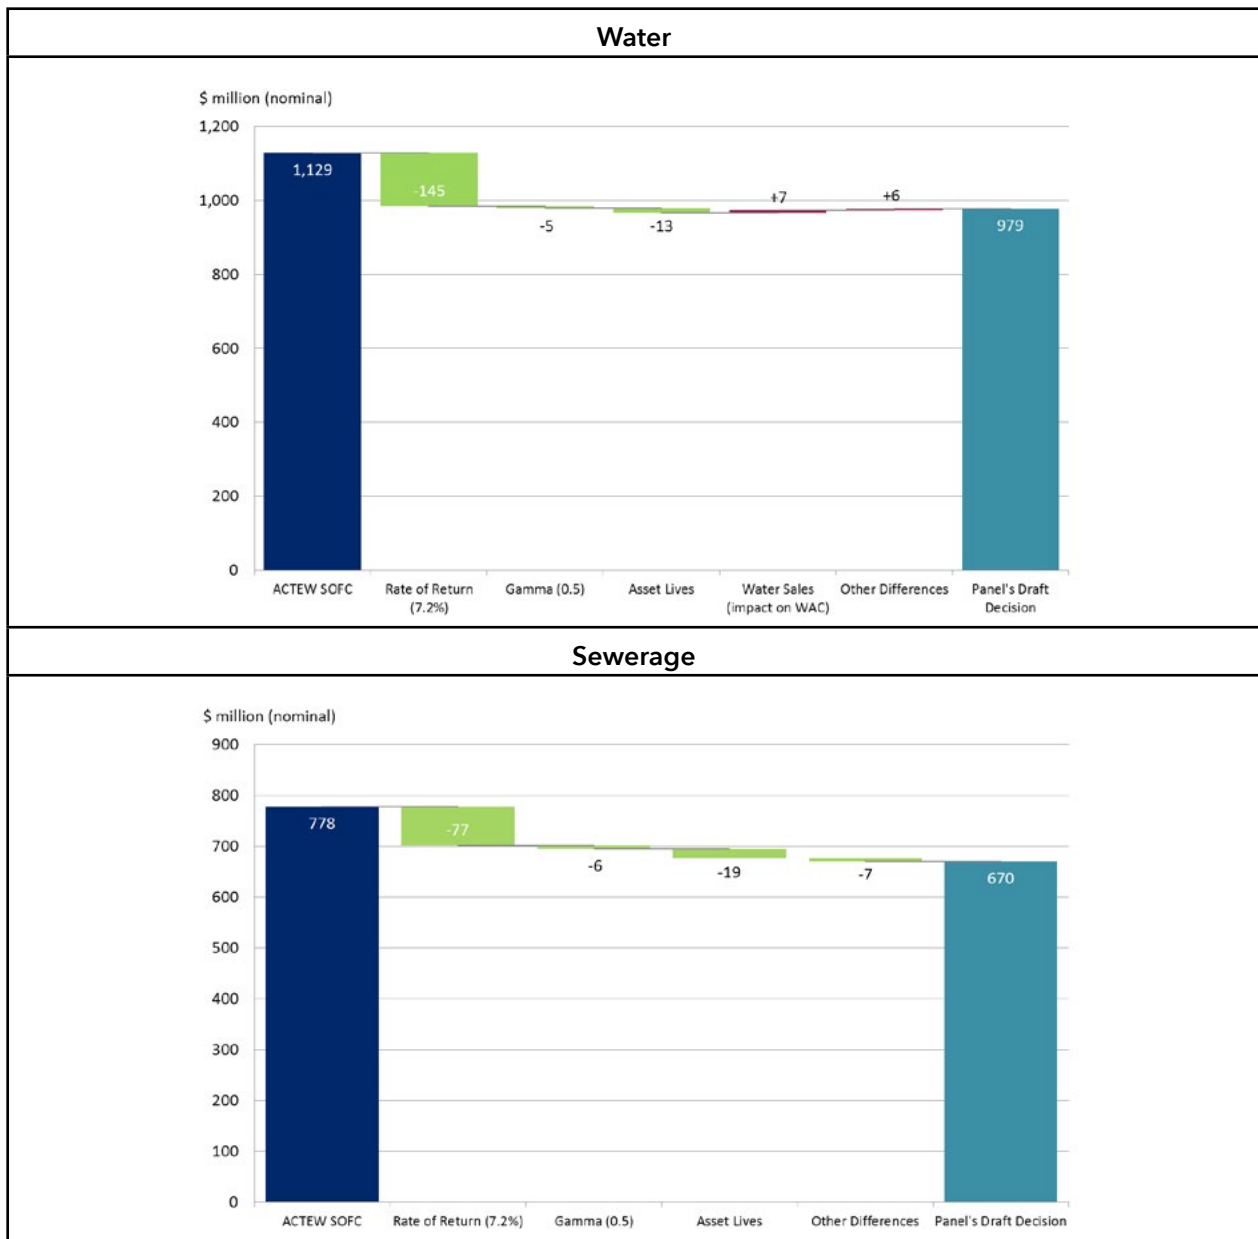 Water
$ million (nominal)
1,200
1,000
800
600
400
200
0
1,129
-145
-5
-13
+7
+6
979
ACTEW SOFC
Rate of Return
(7.2%)
Gamma (0.5)
Asset Lives
Water Sales
(impact on WAC)
Other Differences
Panel's Draft
Decision
Sewerage
$ million (nominal)
900
800
700
600
500
400
300
200
100
0
778
-77
-6
-19
-7
670
ACTEW SOFC
Rate of Return (7.2%)
Gamma (0.5)
Asset Lives
Other Differences
Panel's Draft Decision